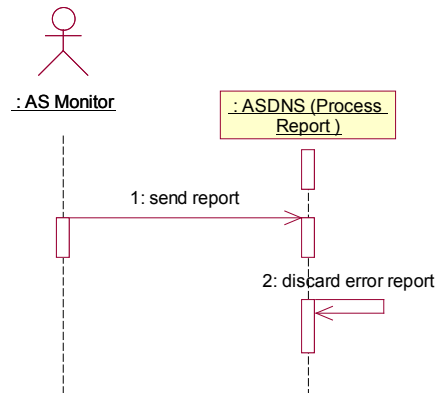 : AS Monitor
: ASDNS (Process
Report )
1: send report
2: discard error report